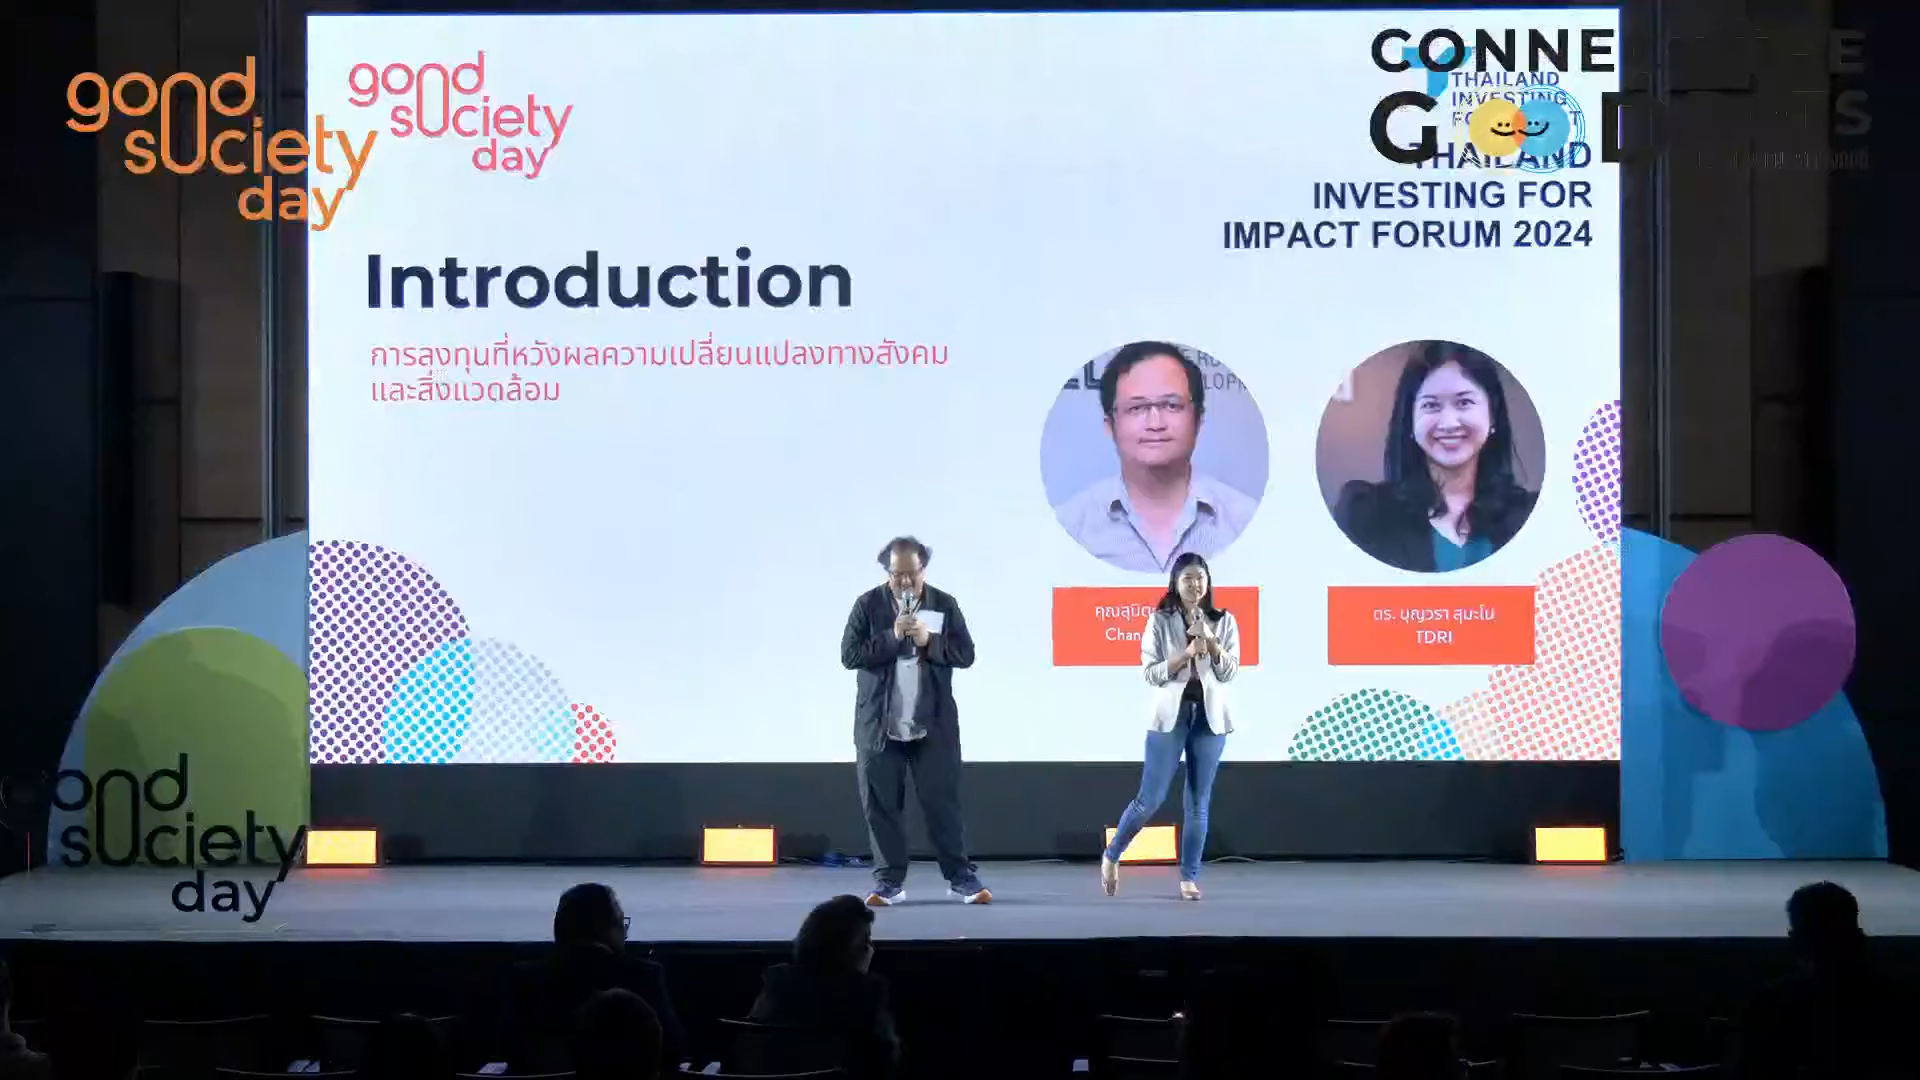 good
society
day
good
society
day
CONNE
GOOD
THAILAND
INVESTING
THAILAND
INVESTING FOR
IMPACT FORUM 2024
Introduction
การลงทุนที่หวังผลความเปลี่ยนแปลงทางสังคม
และสิ่งแวดล้อม
ดร. บุญวรา สุมะโน
TDRI
society
day